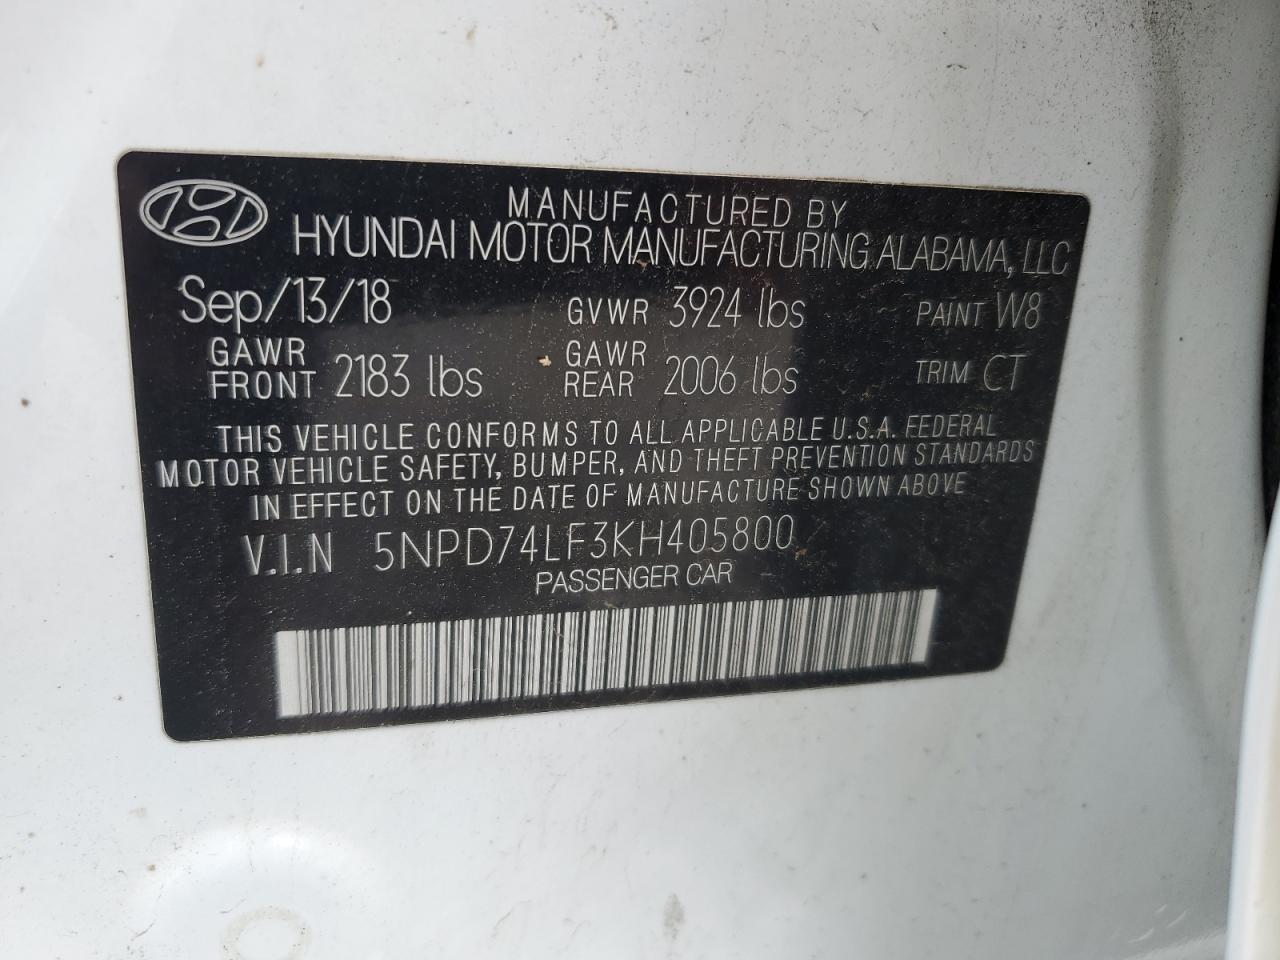 MANUFACTURED BY
HYUNDAI MOTOR MANUFACTURING ALABAMA, LLC
Sep/13/18 GVWR 3924 lbs PAINT W8
GAWR FRONT 2183 lbs GAWR REAR 2006 lbs TRIM CT
THIS VEHICLE CONFORMS TO ALL APPLICABLE U.S.A. FEDERAL
MOTOR VEHICLE SAFETY, BUMPER, AND THEFT PREVENTION STANDARDS
IN EFFECT ON THE DATE OF MANUFACTURE SHOWN ABOVE
V.I.N 5NPD74LF3KH405800
PASSENGER CAR